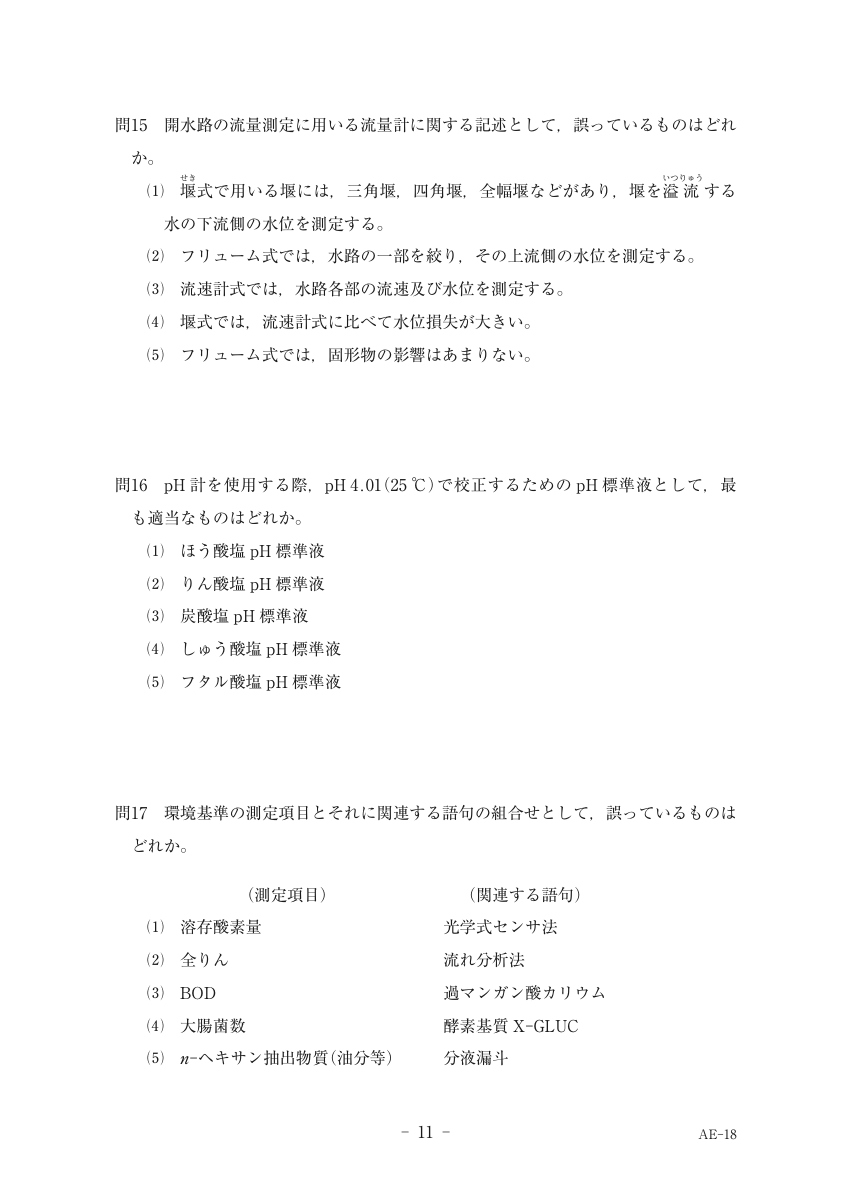 問15　開水路の流量測定に用いる流量計に関する記述として，誤っているものはどれ
か。
せき　いつりゅう
⑴　堰式で用いる堰には，三角堰，四角堰，全幅堰などがあり，堰を溢流する
水の下流側の水位を測定する。
⑵　フリューム式では，水路の一部を絞り，その上流側の水位を測定する。
⑶　流速計式では，水路各部の流速及び水位を測定する。
⑷　堰式では，流速計式に比べて水位損失が大きい。
⑸　フリューム式では，固形物の影響はあまりない。
問16　pH 計を使用する際，pH 4.01(25 ℃)で校正するための pH 標準液として，最
も適当なものはどれか。
⑴　ほう酸塩 pH 標準液
⑵　りん酸塩 pH 標準液
⑶　炭酸塩 pH 標準液
⑷　しゅう酸塩 pH 標準液
⑸　フタル酸塩 pH 標準液
問17　環境基準の測定項目とそれに関連する語句の組合せとして，誤っているものは
どれか。
（測定項目）　（関連する語句）
⑴　溶存酸素量　光学式センサ法
⑵　全りん　流れ分析法
⑶　BOD　過マンガン酸カリウム
⑷　大腸菌数　酵素基質 X-GLUC
⑸　n-ヘキサン抽出物質(油分等)　分液漏斗
- 11 -
AE-18